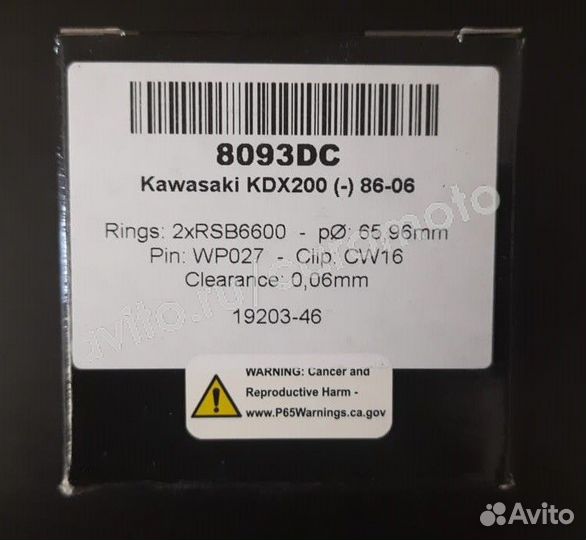 8093DC
Kawasaki KDX200 (-) 86-06
Rings: 2xRSB6600 - pØ: 65,96mm
Pin: WP027 - Clip: CW16
Clearance: 0,06mm
19203-46
WARNING: Cancer and
Reproductive Harm -
www.P65Warnings.ca.gov
Avito